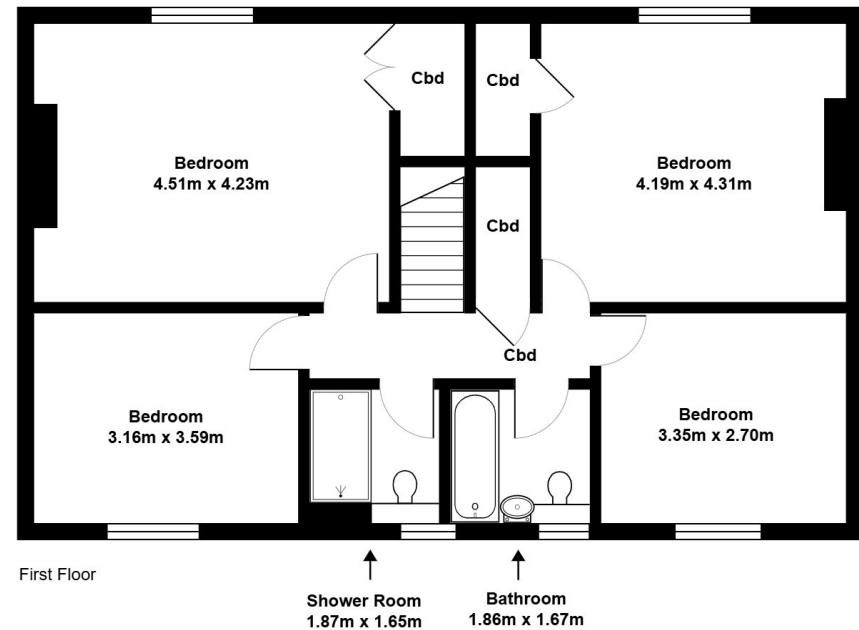 Cbd
Cbd
Bedroom
4.51m x 4.23m
Bedroom
4.19m x 4.31m
Cbd
Cbd
Bedroom
3.16m x 3.59m
Bedroom
3.35m x 2.70m
First Floor
Shower Room
1.87m x 1.65m
Bathroom
1.86m x 1.67m